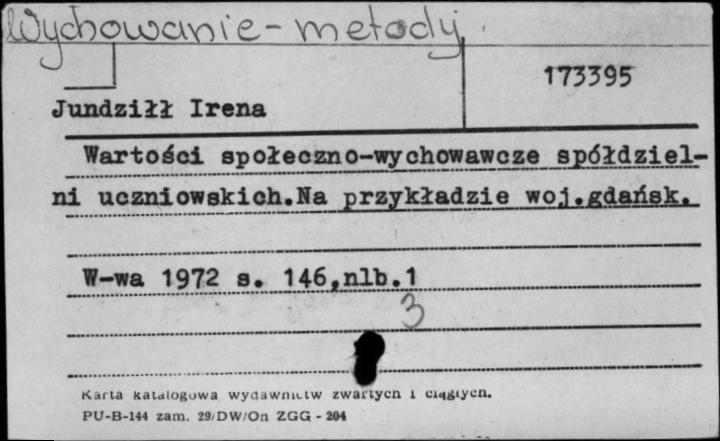 Wychowanie - metody
173395
Jundziłł Irena
Wartości społeczno-wychowawcze spółdziel-
ni uczniowskich.Na przykładzie woj.gdańsk.
W-wa 1972 s. 146,nlb.1
3
Karta katalogowa wydawnictw zwartych i ciągłych.
PU-B-144 zam. 29/DW/On ZGG - 204